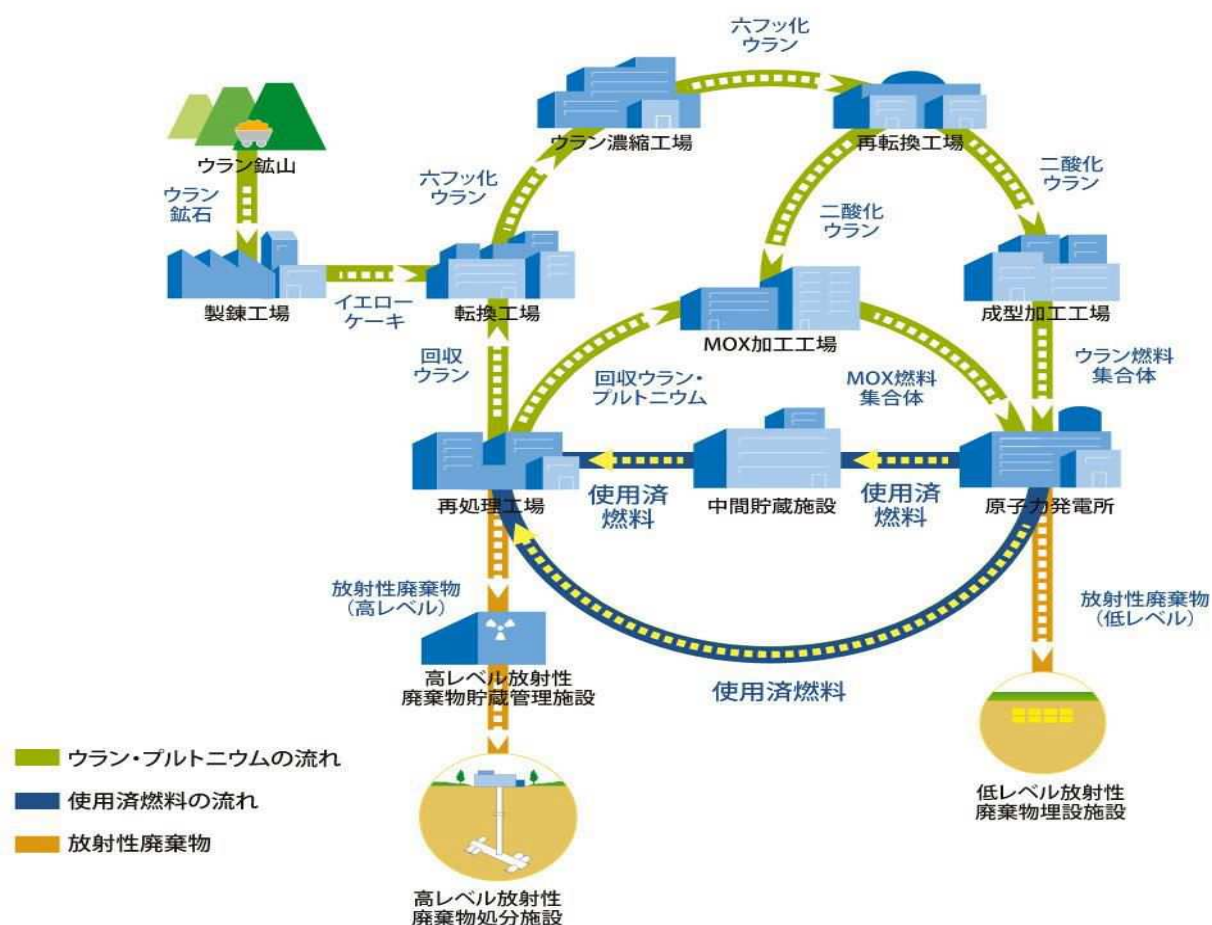 六フッ化
ウラン
ウラン濃縮工場
再転換工場
ウラン鉱山
六フッ化
ウラン
二酸化
ウラン
ウラン
鉱石
二酸化
ウラン
製錬工場
イエロー
ケーキ
転換工場
MOX加工工場
成型加工工場
回収
ウラン
回収ウラン・
プルトニウム
MOX燃料
集合体
ウラン燃料
集合体
再処理工場
使用済
燃料
中間貯蔵施設
使用済
燃料
原子力発電所
放射性廃棄物
(高レベル)
放射性廃棄物
(低レベル)
高レベル放射性
廃棄物貯蔵管理施設
使用済燃料
ウラン・プルトニウムの流れ
使用済燃料の流れ
放射性廃棄物
低レベル放射性
廃棄物埋設施設
高レベル放射性
廃棄物処分施設